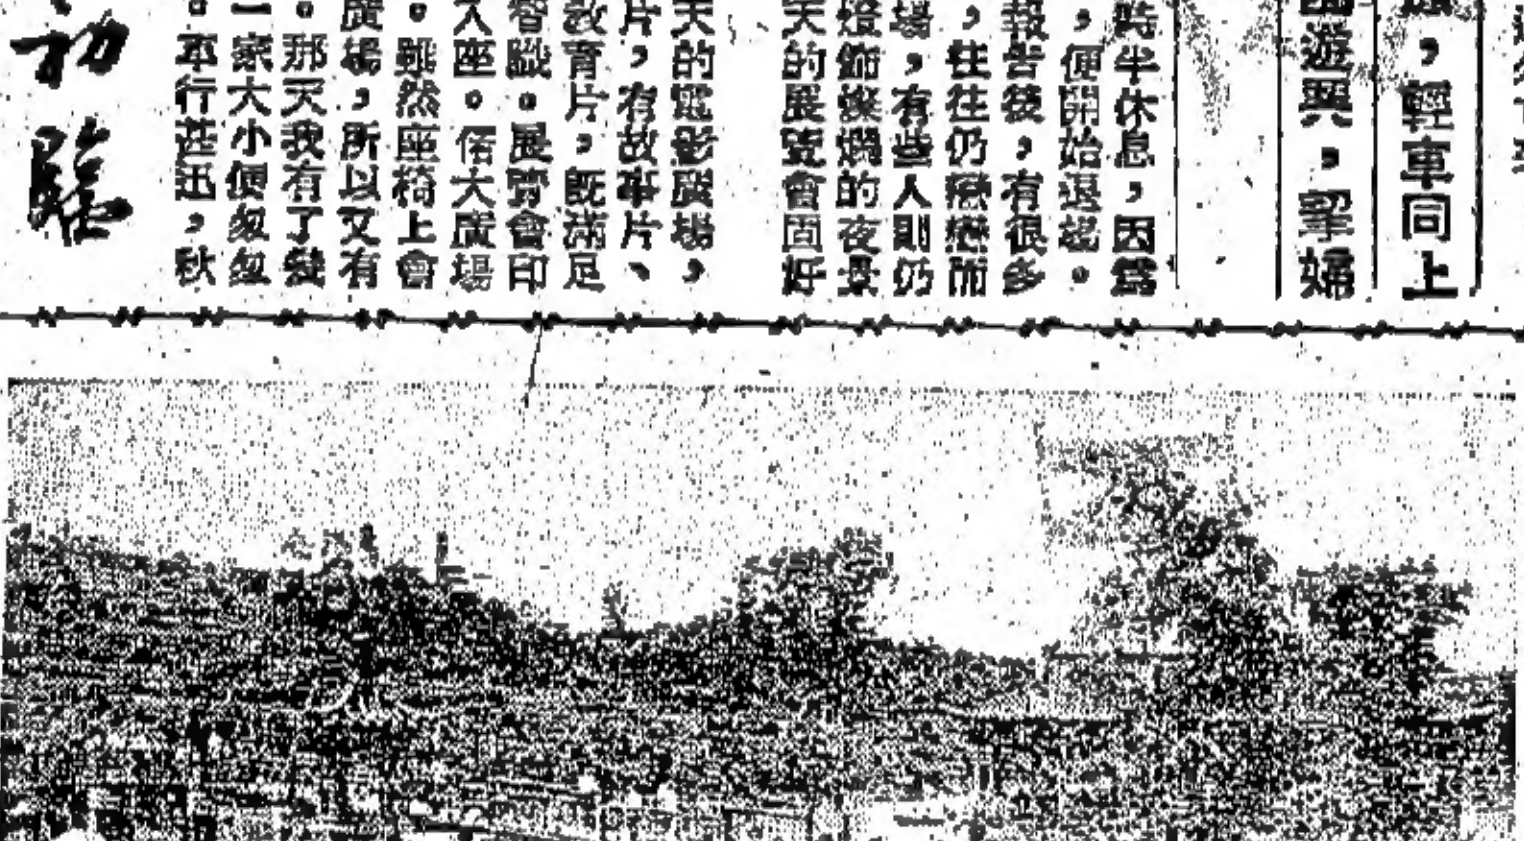 ，輕車同上
遊興，挈婦
時半休息，因為
，便開始退場。
報告後，有很多
，往往仍戀戀而
場，有些人則仍
燈飾燦爛的夜景
天的展覽會固好
天的電影廣場，
片，有故事片、
教育片，既滿足
智識。展覽會印
入座。偌大廣場
。雖然座椅上會
廣場，所以又有
。那天我有了幾
一家大小便匆匆
。車行甚迅，秋
初